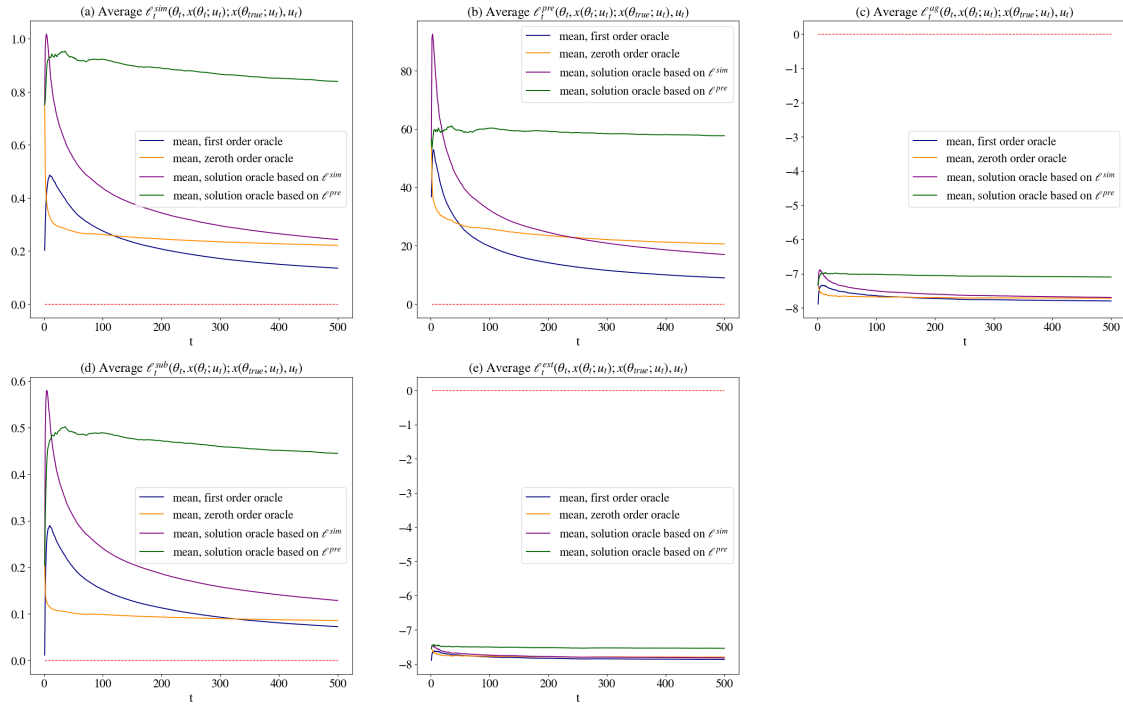 (a) Average ℓ_t^{sim}(θ_t, x(θ_t; u_t); x(θ_{true}; u_t), u_t)
1.0
0.8
0.6
0.4
0.2
0.0
mean, first order oracle
mean, zeroth order oracle
mean, solution oracle based on ℓ^{sim}
mean, solution oracle based on ℓ^{pre}
0 100 200 300 400 500
t
(b) Average ℓ_t^{pre}(θ_t, x(θ_t; u_t); x(θ_{true}; u_t), u_t)
80
60
40
20
0
mean, first order oracle
mean, zeroth order oracle
mean, solution oracle based on ℓ^{sim}
mean, solution oracle based on ℓ^{pre}
0 100 200 300 400 500
t
(c) Average ℓ_t^{ag}(θ_t, x(θ_t; u_t); x(θ_{true}; u_t), u_t)
0
−1
−2
−3
−4
−5
−6
−7
−8
mean, first order oracle
mean, zeroth order oracle
mean, solution oracle based on ℓ^{sim}
mean, solution oracle based on ℓ^{pre}
0 100 200 300 400 500
t
(d) Average ℓ_t^{sub}(θ_t, x(θ_t; u_t); x(θ_{true}; u_t), u_t)
0.6
0.5
0.4
0.3
0.2
0.1
0.0
mean, first order oracle
mean, zeroth order oracle
mean, solution oracle based on ℓ^{sim}
mean, solution oracle based on ℓ^{pre}
0 100 200 300 400 500
t
(e) Average ℓ_t^{est}(θ_t, x(θ_t; u_t); x(θ_{true}; u_t), u_t)
0
−1
−2
−3
−4
−5
−6
−7
−8
mean, first order oracle
mean, zeroth order oracle
mean, solution oracle based on ℓ^{sim}
mean, solution oracle based on ℓ^{pre}
0 100 200 300 400 500
t